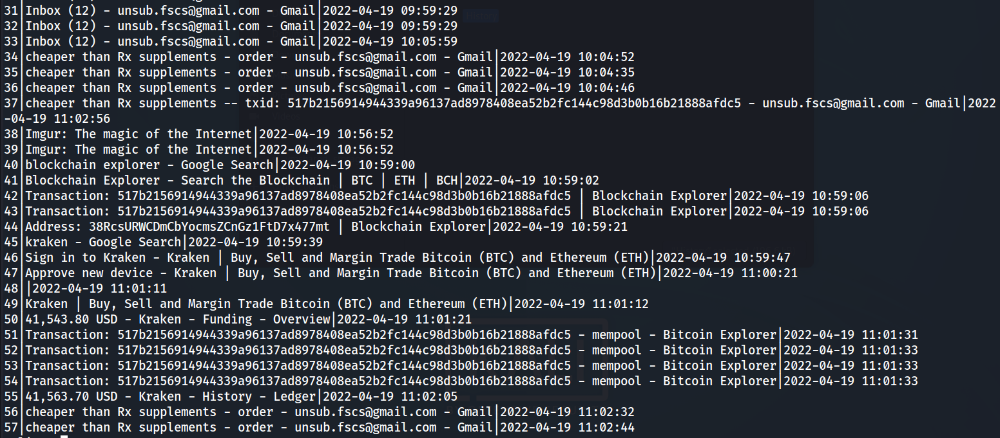 31|Inbox (12) - unsub.fscs@gmail.com - Gmail|2022-04-19 09:59:29
32|Inbox (12) - unsub.fscs@gmail.com - Gmail|2022-04-19 09:59:29
33|Inbox (12) - unsub.fscs@gmail.com - Gmail|2022-04-19 10:05:59
34|cheaper than Rx supplements - order - unsub.fscs@gmail.com - Gmail|2022-04-19 10:04:52
35|cheaper than Rx supplements - order - unsub.fscs@gmail.com - Gmail|2022-04-19 10:04:35
36|cheaper than Rx supplements - order - unsub.fscs@gmail.com - Gmail|2022-04-19 10:04:46
37|cheaper than Rx supplements -- txid: 517b2156914944339a96137ad8978408ea52b2fc144c98d3b0b16b21888afdc5 - unsub.fscs@gmail.com - Gmail|2022
-04-19 11:02:56
38|Imgur: The magic of the Internet|2022-04-19 10:56:52
39|Imgur: The magic of the Internet|2022-04-19 10:56:52
40|blockchain explorer - Google Search|2022-04-19 10:59:00
41|Blockchain Explorer - Search the Blockchain | BTC | ETH | BCH|2022-04-19 10:59:02
42|Transaction: 517b2156914944339a96137ad8978408ea52b2fc144c98d3b0b16b21888afdc5 | Blockchain Explorer|2022-04-19 10:59:06
43|Transaction: 517b2156914944339a96137ad8978408ea52b2fc144c98d3b0b16b21888afdc5 | Blockchain Explorer|2022-04-19 10:59:06
44|Address: 38RcsURWCDmCbYocmsZCnGz1FtD7x477mt | Blockchain Explorer|2022-04-19 10:59:21
45|kraken - Google Search|2022-04-19 10:59:39
46|Sign in to Kraken - Kraken | Buy, Sell and Margin Trade Bitcoin (BTC) and Ethereum (ETH)|2022-04-19 10:59:47
47|Approve new device - Kraken | Buy, Sell and Margin Trade Bitcoin (BTC) and Ethereum (ETH)|2022-04-19 11:00:21
48||2022-04-19 11:01:11
49|Kraken | Buy, Sell and Margin Trade Bitcoin (BTC) and Ethereum (ETH)|2022-04-19 11:01:12
50|41,543.80 USD - Kraken - Funding - Overview|2022-04-19 11:01:21
51|Transaction: 517b2156914944339a96137ad8978408ea52b2fc144c98d3b0b16b21888afdc5 - mempool - Bitcoin Explorer|2022-04-19 11:01:31
52|Transaction: 517b2156914944339a96137ad8978408ea52b2fc144c98d3b0b16b21888afdc5 - mempool - Bitcoin Explorer|2022-04-19 11:01:33
53|Transaction: 517b2156914944339a96137ad8978408ea52b2fc144c98d3b0b16b21888afdc5 - mempool - Bitcoin Explorer|2022-04-19 11:01:33
54|Transaction: 517b2156914944339a96137ad8978408ea52b2fc144c98d3b0b16b21888afdc5 - mempool - Bitcoin Explorer|2022-04-19 11:01:33
55|41,563.70 USD - Kraken - History - Ledger|2022-04-19 11:02:05
56|cheaper than Rx supplements - order - unsub.fscs@gmail.com - Gmail|2022-04-19 11:02:32
57|cheaper than Rx supplements - order - unsub.fscs@gmail.com - Gmail|2022-04-19 11:02:44